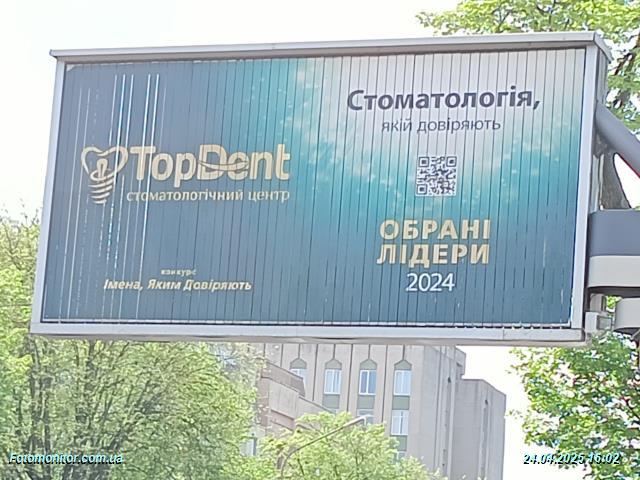 TopDent
стоматологічний центр
конкурс
Імена, Яким Довіряють
Стоматологія,
якій довіряють
ОБРАНІ
ЛІДЕРИ
2024
Fotomonitor.com.ua
24.04.2025 16:02